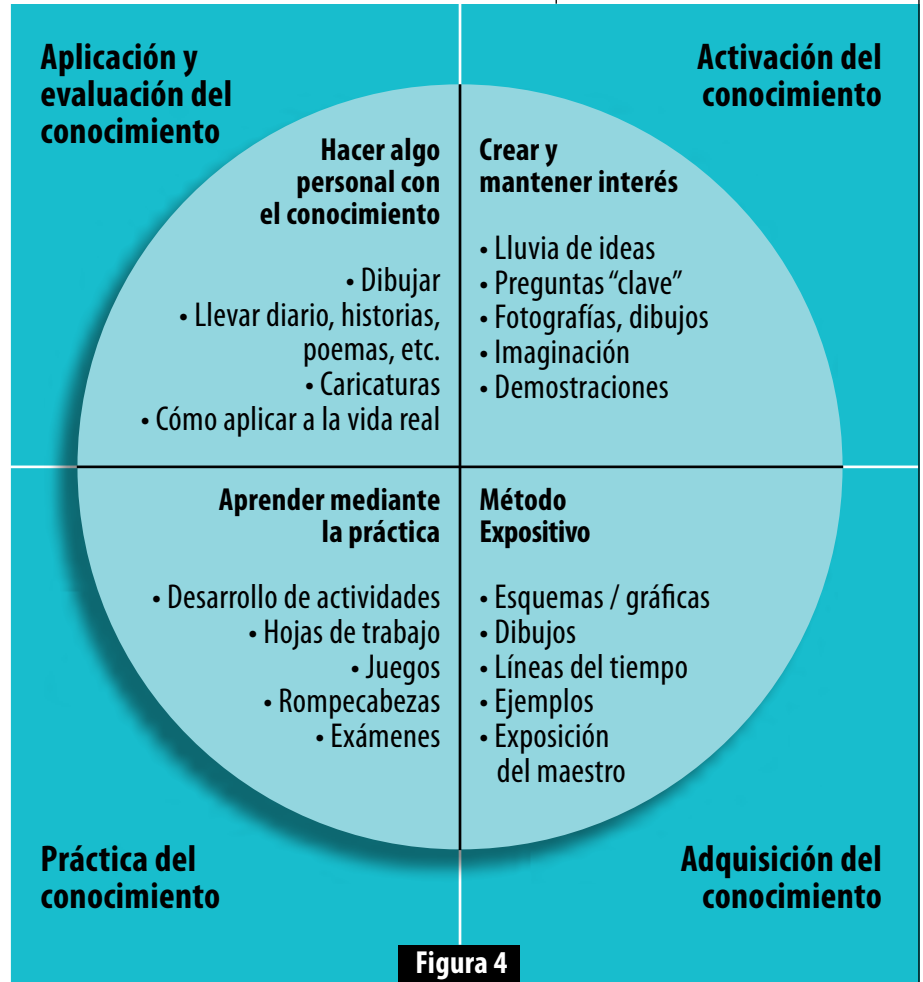 Aplicación y
evaluación del
conocimiento
Activación del
conocimiento
Hacer algo
personal con
el conocimiento
• Dibujar
• Llevar diario, historias,
poemas, etc.
• Caricaturas
• Cómo aplicar a la vida real
Crear y
mantener interés
• Lluvia de ideas
• Preguntas “clave”
• Fotografías, dibujos
• Imaginación
• Demostraciones
Aprender mediante
la práctica
• Desarrollo de actividades
• Hojas de trabajo
• Juegos
• Rompecabezas
• Exámenes
Método
Expositivo
• Esquemas / gráficas
• Dibujos
• Líneas del tiempo
• Ejemplos
• Exposición
del maestro
Práctica del
conocimiento
Adquisición del
conocimiento
Figura 4